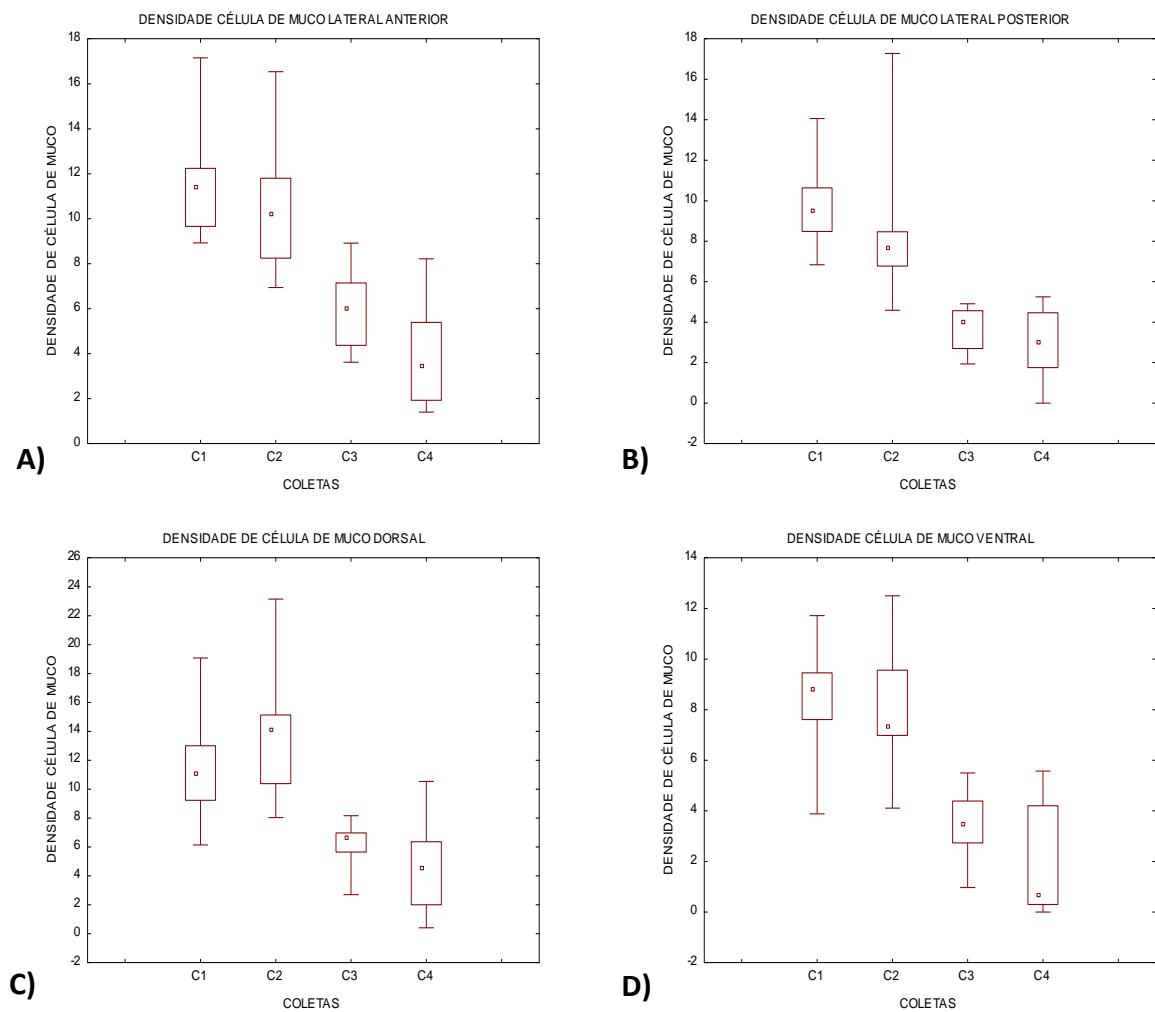 DENSIDADE CÉLULA DE MUCO LATERAL ANTERIOR
DENSIDADE DE CÉLULA DE MUCO
18
16
14
12
10
8
6
4
2
0
C1 C2 C3 C4
COLETAS
A)
DENSIDADE CÉLULA DE MUCO LATERAL POSTERIOR
DENSIDADE DE CÉLULA DE MUCO
18
16
14
12
10
8
6
4
2
0
-2
C1 C2 C3 C4
COLETAS
B)
DENSIDADE DE CÉLULA DE MUCO DORSAL
DENSIDADE CÉLULA DE MUCO
26
24
22
20
18
16
14
12
10
8
6
4
2
0
-2
C1 C2 C3 C4
COLETAS
C)
DENSIDADE CÉLULA DE MUCO VENTRAL
DENSIDADE DE CÉLULA DE MUCO
14
12
10
8
6
4
2
0
-2
C1 C2 C3 C4
COLETAS
D)